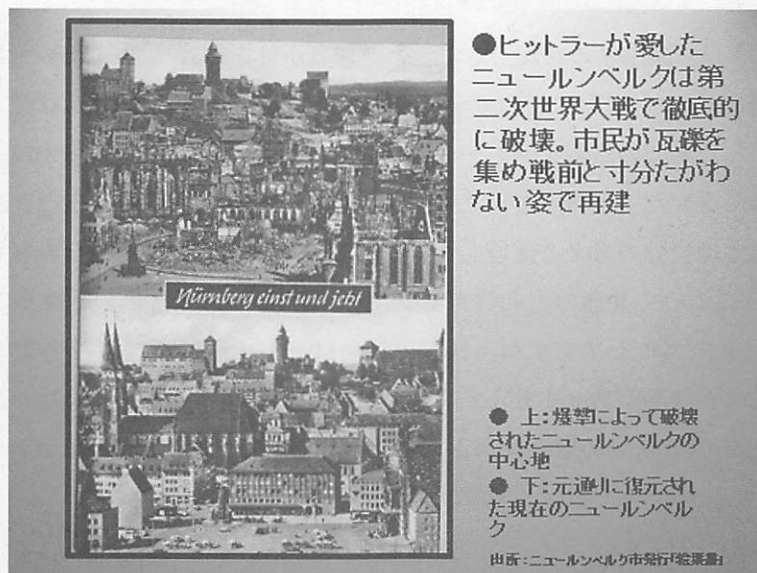 ●ヒットラーが愛した
ニュールンベルクは第
二次世界大戦で徹底的
に破壊。市民が瓦礫を
集め戦前と寸分たがわ
ない姿で再建
Nürnberg einst und jetzt
● 上:爆撃によって破壊
されたニュールンベルクの
中心地
● 下:元通りに復元され
た現在のニュールンベル
ク
出所:ニュールンベルク市発行「絵葉書」